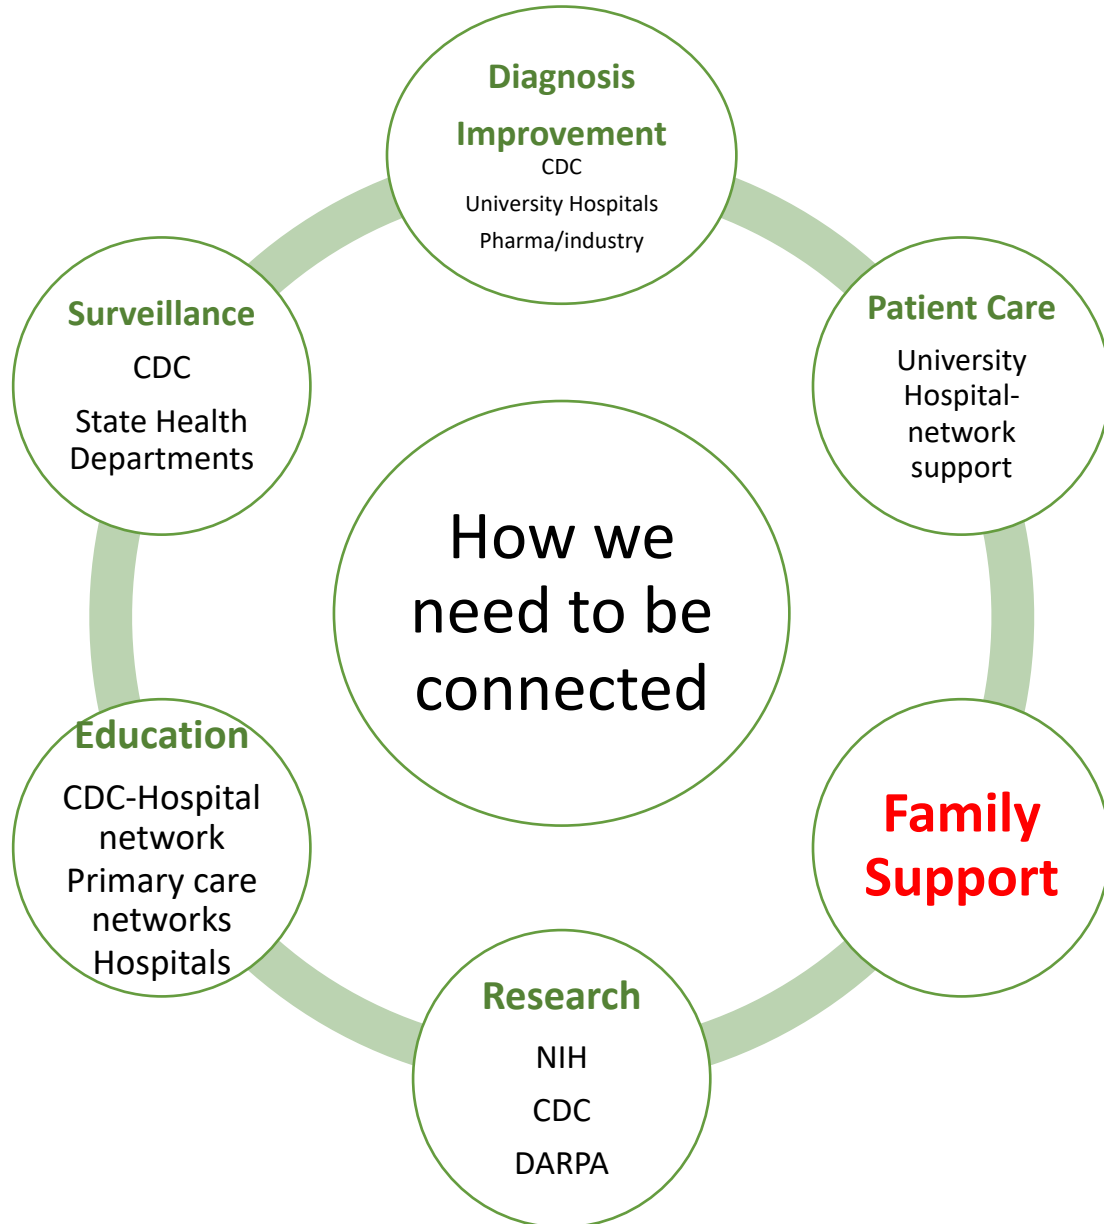 Diagnosis
Improvement
CDC
University Hospitals
Pharma/industry
Patient Care
University
Hospital-
network
support
Family
Support
Research
NIH
CDC
DARPA
Education
CDC-Hospital
network
Primary care
networks
Hospitals
Surveillance
CDC
State Health
Departments
How we
need to be
connected